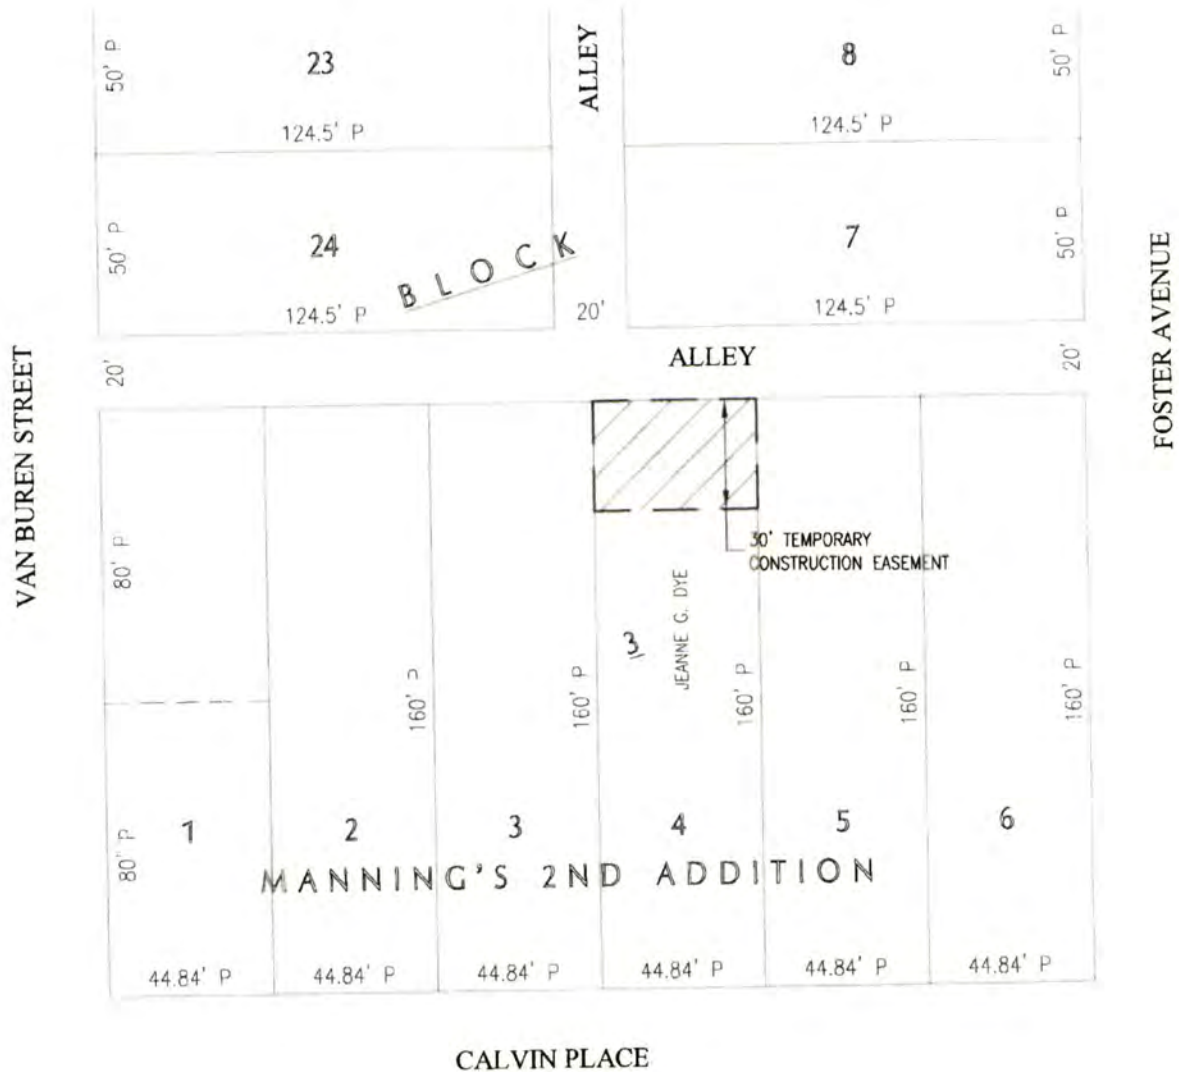 50' P
23
124.5' P
ALLEY
8
124.5' P
50' P
50' P
24
124.5' P
BLOCK
20'
7
124.5' P
50' P
VAN BUREN STREET
FOSTER AVENUE
20'
ALLEY
20'
80' P
30' TEMPORARY
CONSTRUCTION EASEMENT
3
JEANNE G. DYE
160' P
160' P
160' P
160' P
160' P
80' P
1
2
3
4
5
6
MANNING'S 2ND ADDITION
44.84' P
44.84' P
44.84' P
44.84' P
44.84' P
44.84' P
CALVIN PLACE